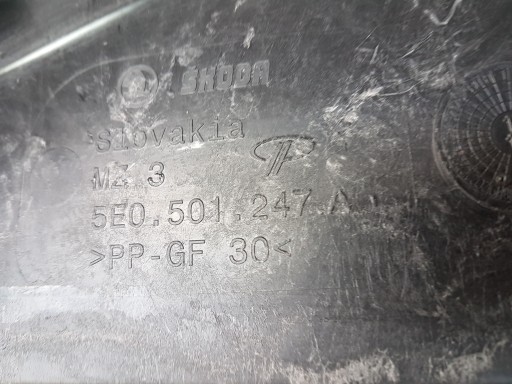 ŠKODA
Slovakia
MZ 3
5E0.501.247 A
>PP-GF 30<